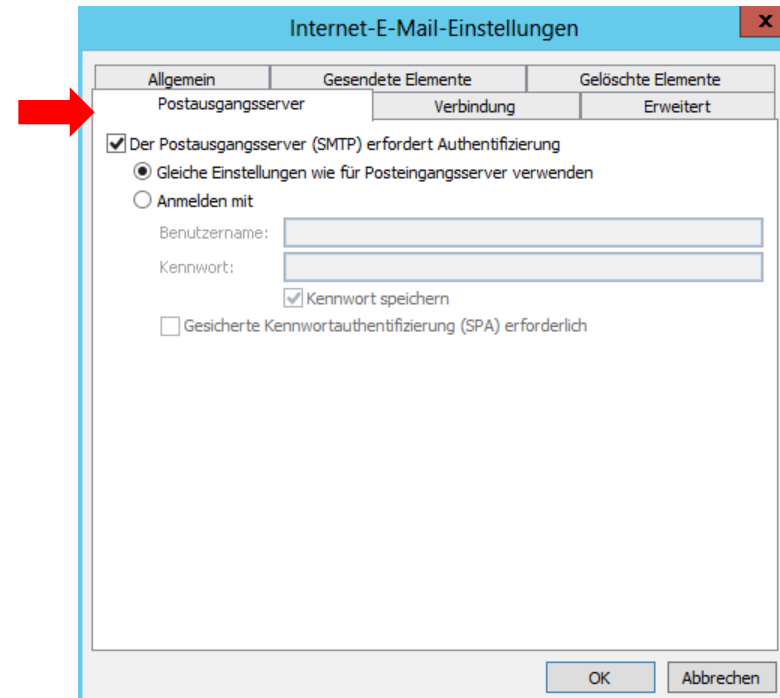 Internet-E-Mail-Einstellungen
x
Allgemein Gesendete Elemente Gelöschte Elemente
Postausgangsserver Verbindung Erweitert
Der Postausgangsserver (SMTP) erfordert Authentifizierung
Gleiche Einstellungen wie für Posteingangsserver verwenden
Anmelden mit
Benutzername:
Kennwort:
Kennwort speichern
Gesicherte Kennwortauthentifizierung (SPA) erforderlich
OK Abbrechen